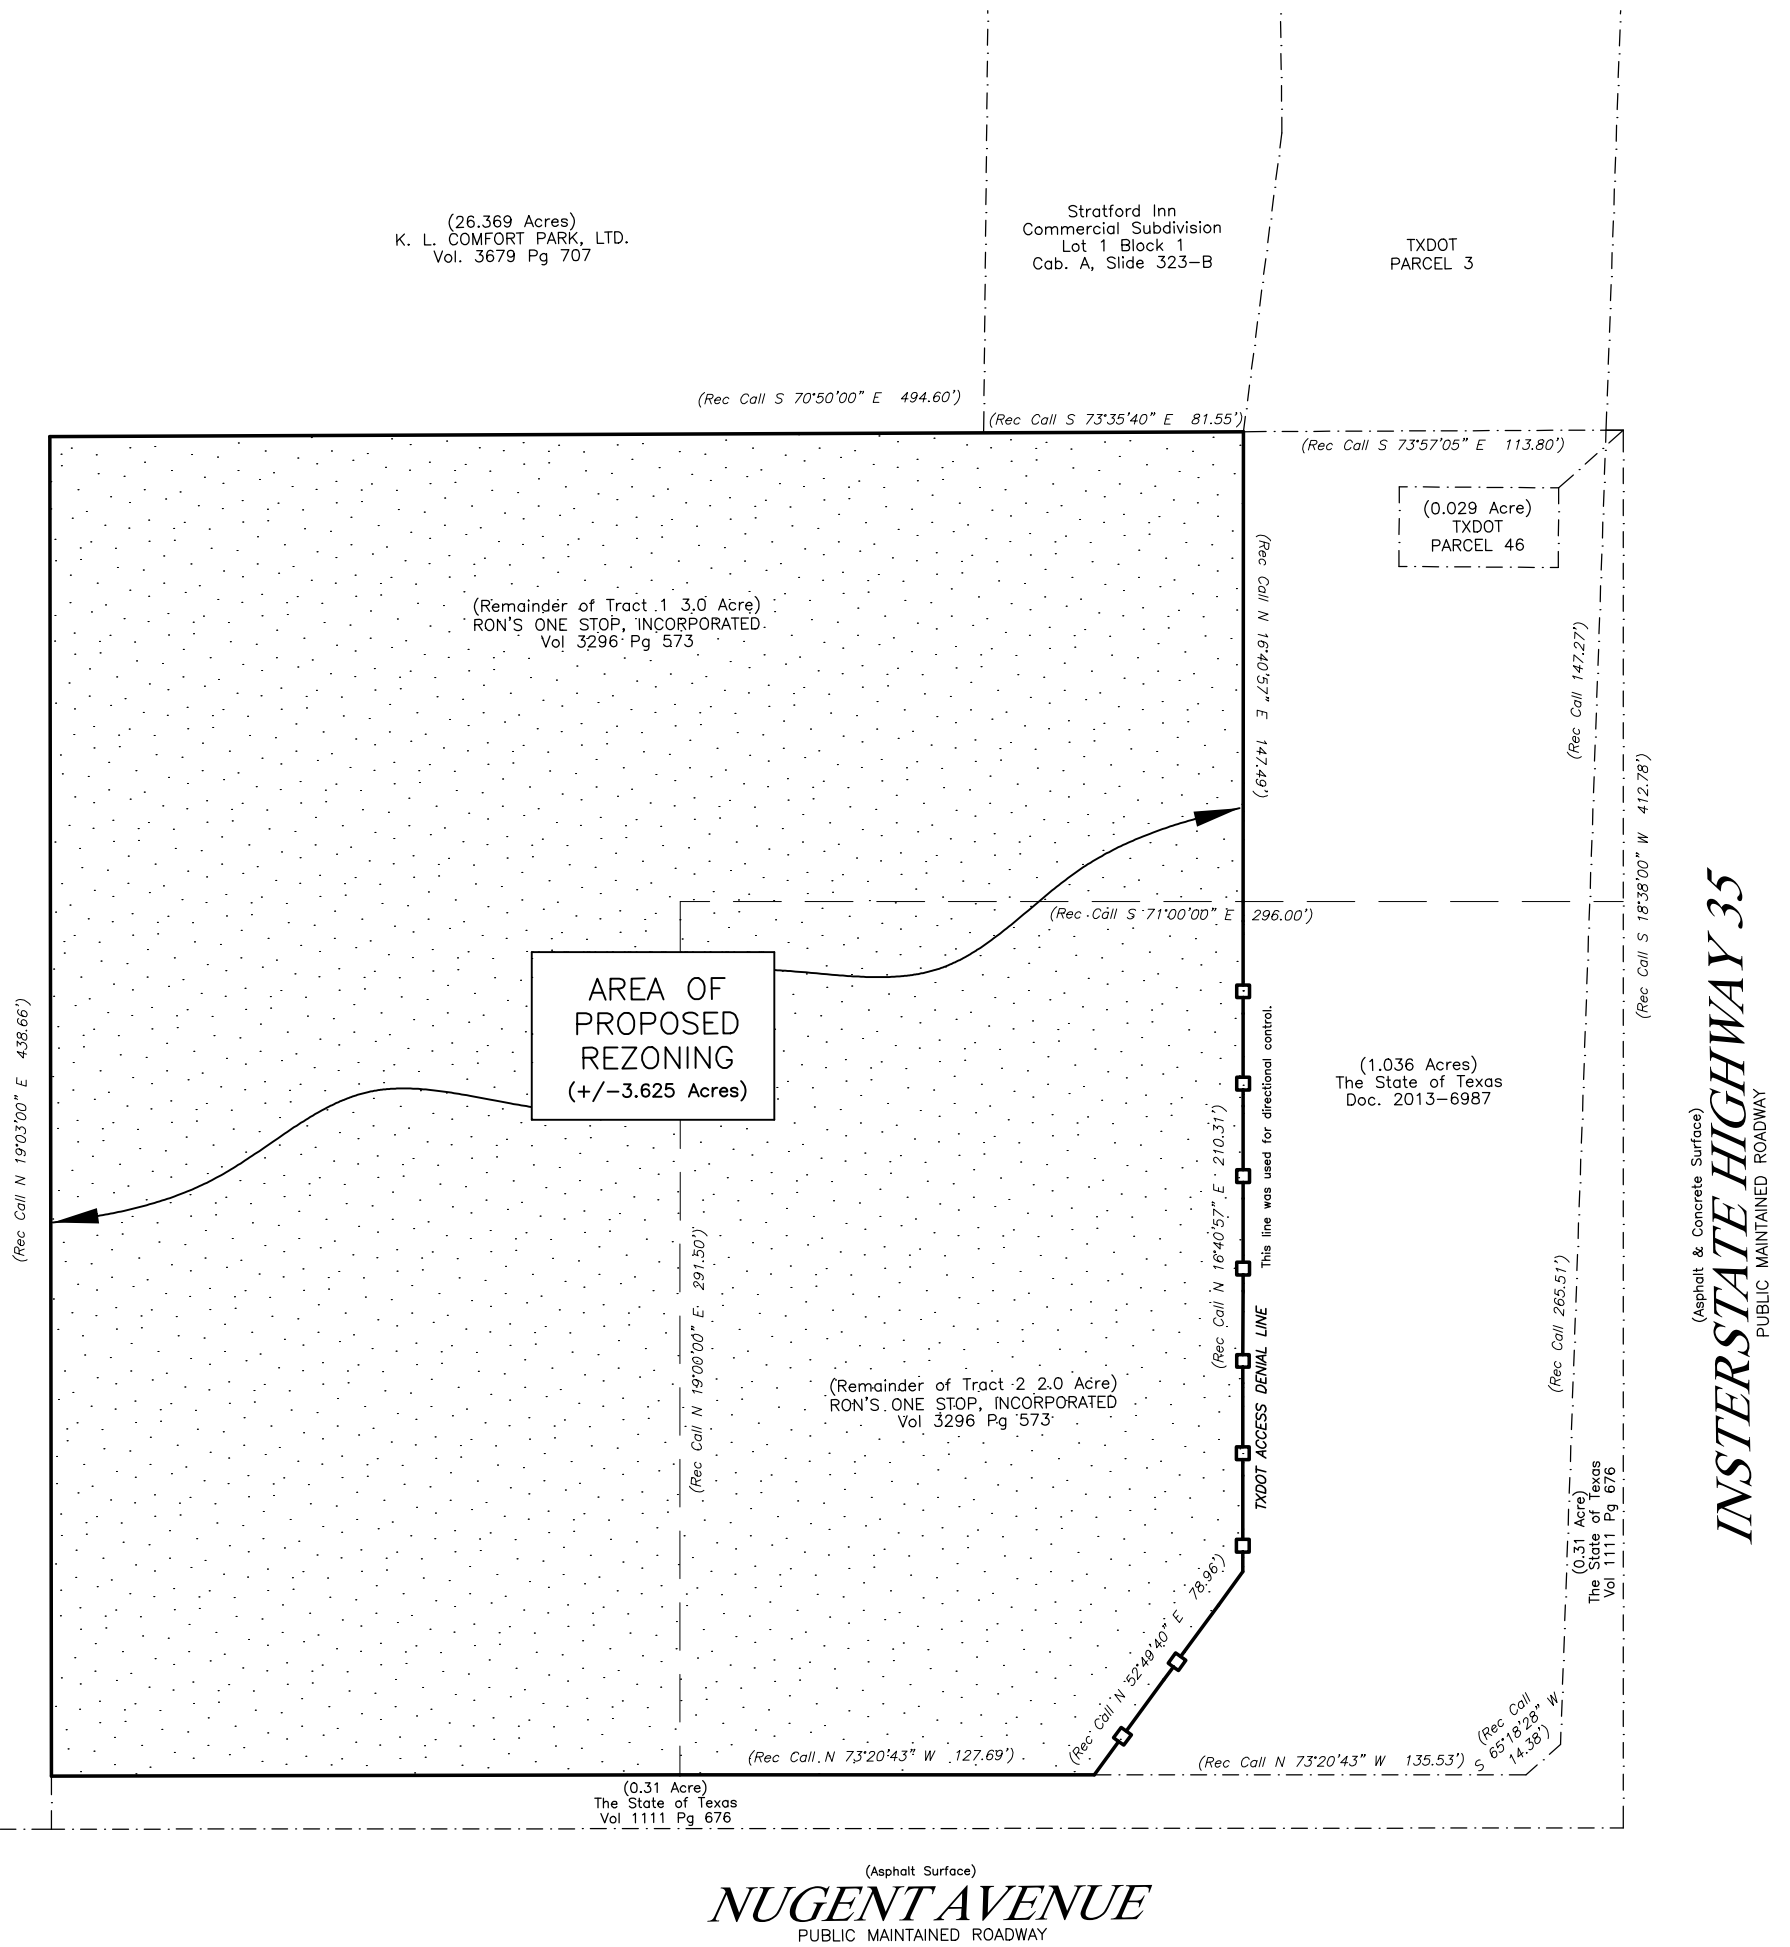 (26.369 Acres)
K. L. COMFORT PARK, LTD.
Vol. 3679 Pg 707
Stratford Inn
Commercial Subdivision
Lot 1 Block 1
Cab. A, Slide 323-B
TXDOT
PARCEL 3
(Rec Call S 70°50'00" E 494.60')
(Rec Call S 73°35'40" E 81.55')
(Rec Call S 73°57'05" E 113.80')
(0.029 Acre)
TXDOT
PARCEL 46
(Rec Call N 16°40'57" E 147.49')
(Remainder of Tract 1 3.0 Acre)
RON'S ONE STOP, INCORPORATED
Vol 3296 Pg 573
(Rec Call 147.27')
(Rec Call S 18°38'00" W 412.78')
(Rec Call S 71°00'00" E 296.00')
AREA OF
PROPOSED
REZONING
(+/-3.625 Acres)
(Rec Call N 19°03'00" E 438.66')
This line was used for directional control.
(Rec Call N 16°40'57" E 210.31')
(1.036 Acres)
The State of Texas
Doc. 2013-6987
(Asphalt & Concrete Surface)
INSTERSTATE HIGHWAY 35
PUBLIC MAINTAINED ROADWAY
(Rec Call N 19°00'00" E 291.50')
TXDOT ACCESS DENIAL LINE
(Rec Call 265.51')
(Remainder of Tract 2 2.0 Acre)
RON'S ONE STOP, INCORPORATED
Vol 3296 Pg 573
(0.31 Acre)
The State of Texas
Vol 1111 Pg 676
(Rec Call N 52°49'40" E 78.96')
(Rec Call N 73°20'43" W 127.69')
(Rec Call N 73°20'43" W 135.53')
(Rec Call
S 65°18'28" W
14.38')
(0.31 Acre)
The State of Texas
Vol 1111 Pg 676
(Asphalt Surface)
NUGENT AVENUE
PUBLIC MAINTAINED ROADWAY